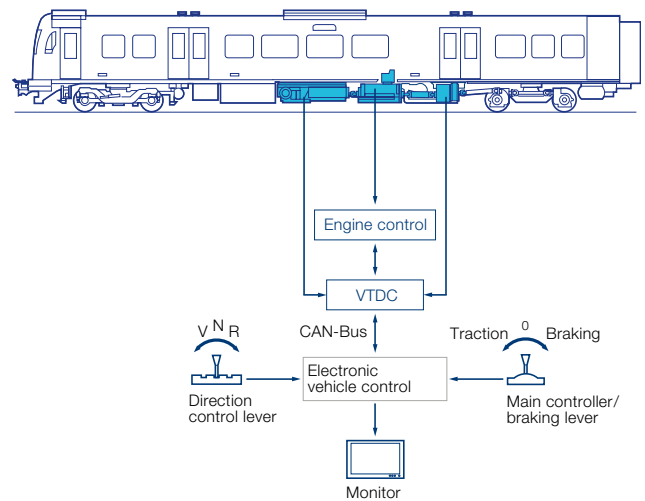 Engine control
VTDC
CAN-Bus
V N R
Traction 0 Braking
Electronic
vehicle control
Direction
control lever
Main controller/
braking lever
Monitor